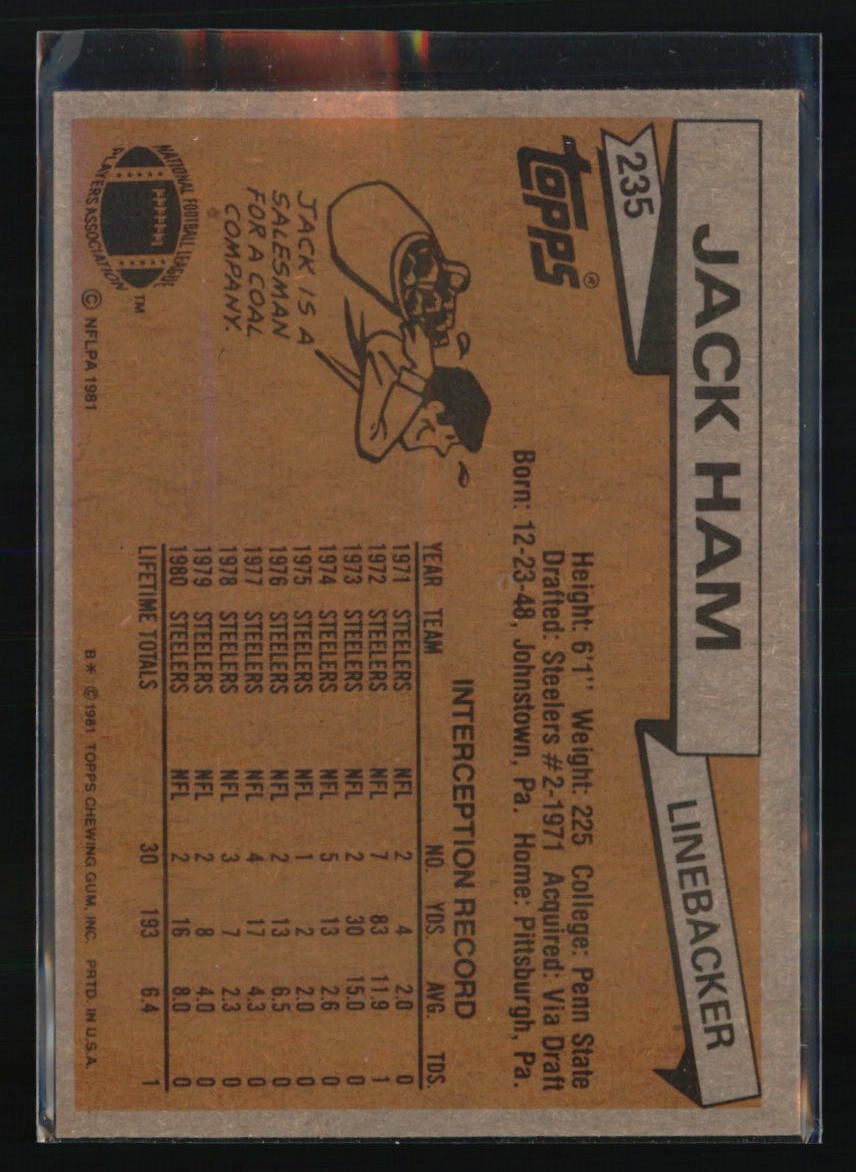 JACK HAM
LINEBACKER
235
TOPPS®
Height: 6'1" Weight: 225 College: Penn State
Drafted: Steelers #2-1971 Acquired: Via Draft
Born: 12-23-48, Johnstown, Pa. Home: Pittsburgh, Pa.
JACK IS A
SALESMAN
FOR A COAL
COMPANY.
INTERCEPTION RECORD
YEAR TEAM NO. YDS. AVG. TDS.
1971 STEELERS NFL 2 4 2.0 0
1972 STEELERS NFL 7 83 11.9 1
1973 STEELERS NFL 2 30 15.0 0
1974 STEELERS NFL 5 13 2.6 0
1975 STEELERS NFL 1 2 2.0 0
1976 STEELERS NFL 2 13 6.5 0
1977 STEELERS NFL 4 17 4.3 0
1978 STEELERS NFL 3 7 2.3 0
1979 STEELERS NFL 2 8 4.0 0
1980 STEELERS NFL 2 16 8.0 0
LIFETIME TOTALS 30 193 6.4 1
NATIONAL FOOTBALL LEAGUE
PLAYERS ASSOCIATION
TM
© NFLPA 1981
B* © 1981 TOPPS CHEWING GUM, INC. PRTD. IN U.S.A.